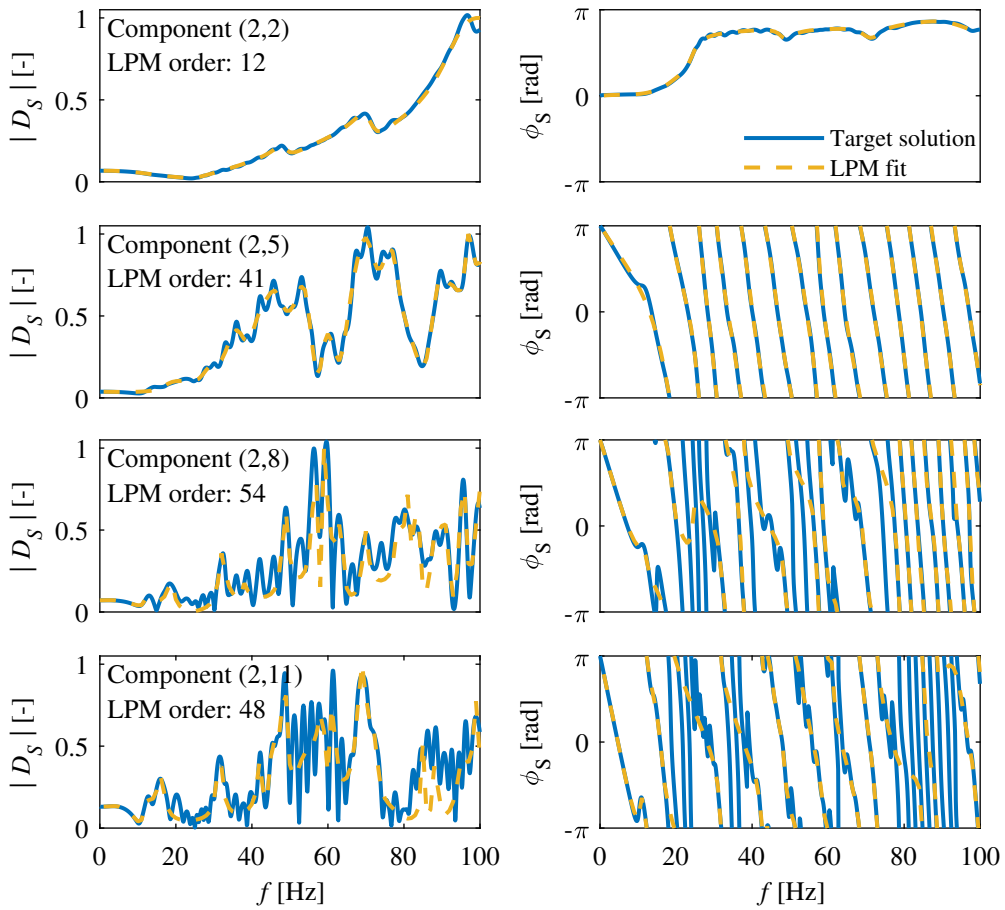 | D_S | [-]
1
0.5
0
Component (2,2)
LPM order: 12
ϕ_S [rad]
π
0
-π
Target solution
LPM fit
| D_S | [-]
1
0.5
0
Component (2,5)
LPM order: 41
ϕ_S [rad]
π
0
-π
| D_S | [-]
1
0.5
0
Component (2,8)
LPM order: 54
ϕ_S [rad]
π
0
-π
| D_S | [-]
1
0.5
0
Component (2,11)
LPM order: 48
0 20 40 60 80 100
f [Hz]
ϕ_S [rad]
π
0
-π
0 20 40 60 80 100
f [Hz]